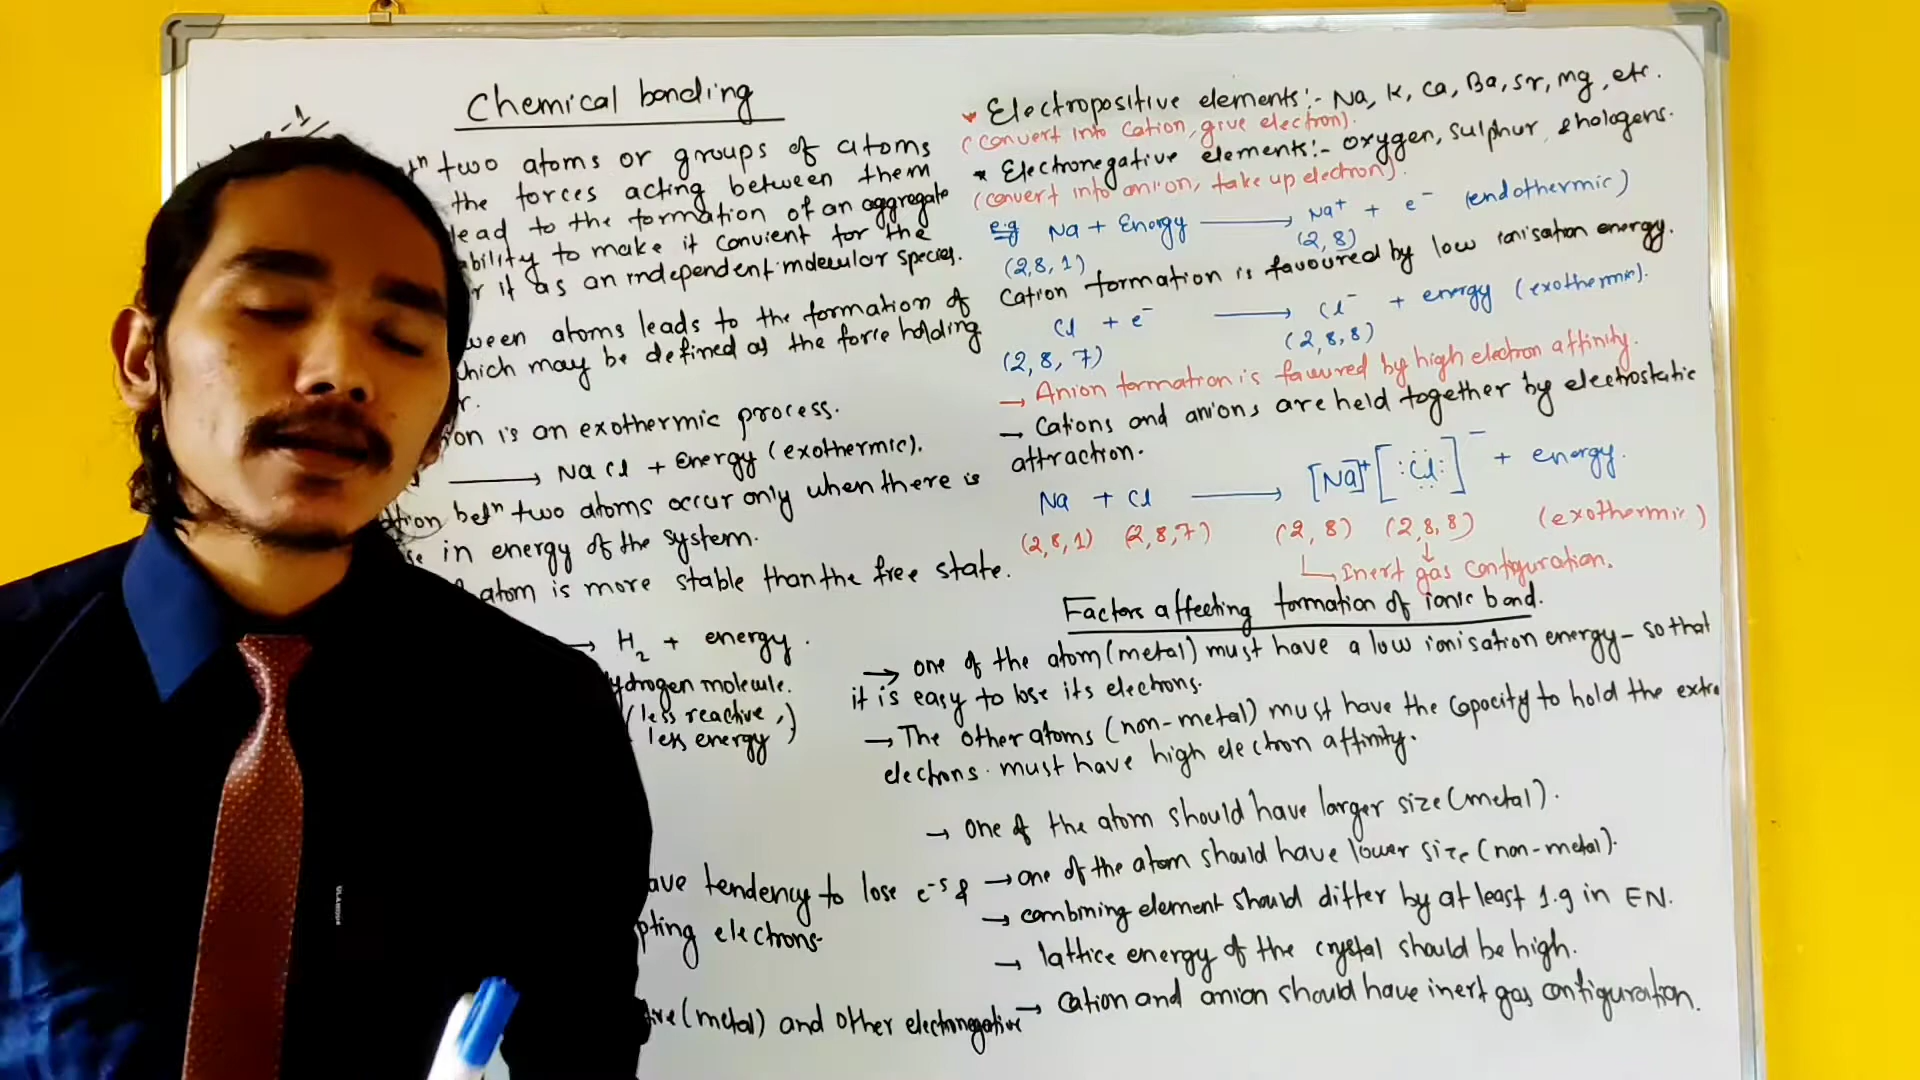 Chemical bonding
two atoms or groups of atoms
the forces acting between them
lead to the formation of an aggregate
ability to make it convient for the
it as an independent molecular species.
ween atoms leads to the formation of
which may be defined as the force holding
r.
on is an exothermic process.
⟶ NaCl + Energy (exothermic).
tion betⁿ two atoms occur only when there is
se in energy of the system.
atom is more stable than the free state.
→ H₂ + energy.
ydrogen molecule.
(less reactive,
less energy)
ave tendency to lose e⁻s &
pting electrons.
tive (metal) and other electronegative
* Electropositive elements:- Na, K, Ca, Ba, Sr, Mg, etc.
(convert into cation, give electron).
* Electronegative elements:- oxygen, sulphur & halogens.
(convert into anion, take up electron).
e.g Na + Energy ⟶ Na⁺ + e⁻ (endothermic)
(2,8,1) (2,8)
Cation formation is favoured by low ionisation energy.
Cl + e⁻ ⟶ Cl⁻ + energy (exothermic).
(2,8,7) (2,8,8)
→ Anion formation is favoured by high electron affinity.
→ Cations and anions are held together by electrostatic
attraction.
Na + Cl ⟶ [Na]⁺ [:Cl:]⁻ + energy.
(2,8,1) (2,8,7) (2,8) (2,8,8) (exothermic)
Inert gas configuration.
Factors affecting formation of ionic bond.
→ one of the atom (metal) must have a low ionisation energy - so that
it is easy to lose its electrons.
→ The other atoms (non-metal) must have the capacity to hold the extra
electrons. must have high electron affinity.
→ one of the atom should have larger size (metal).
→ one of the atom should have lower size (non-metal).
→ combining element should differ by at least 1.9 in EN.
→ lattice energy of the crystal should be high.
→ Cation and anion should have inert gas configuration.